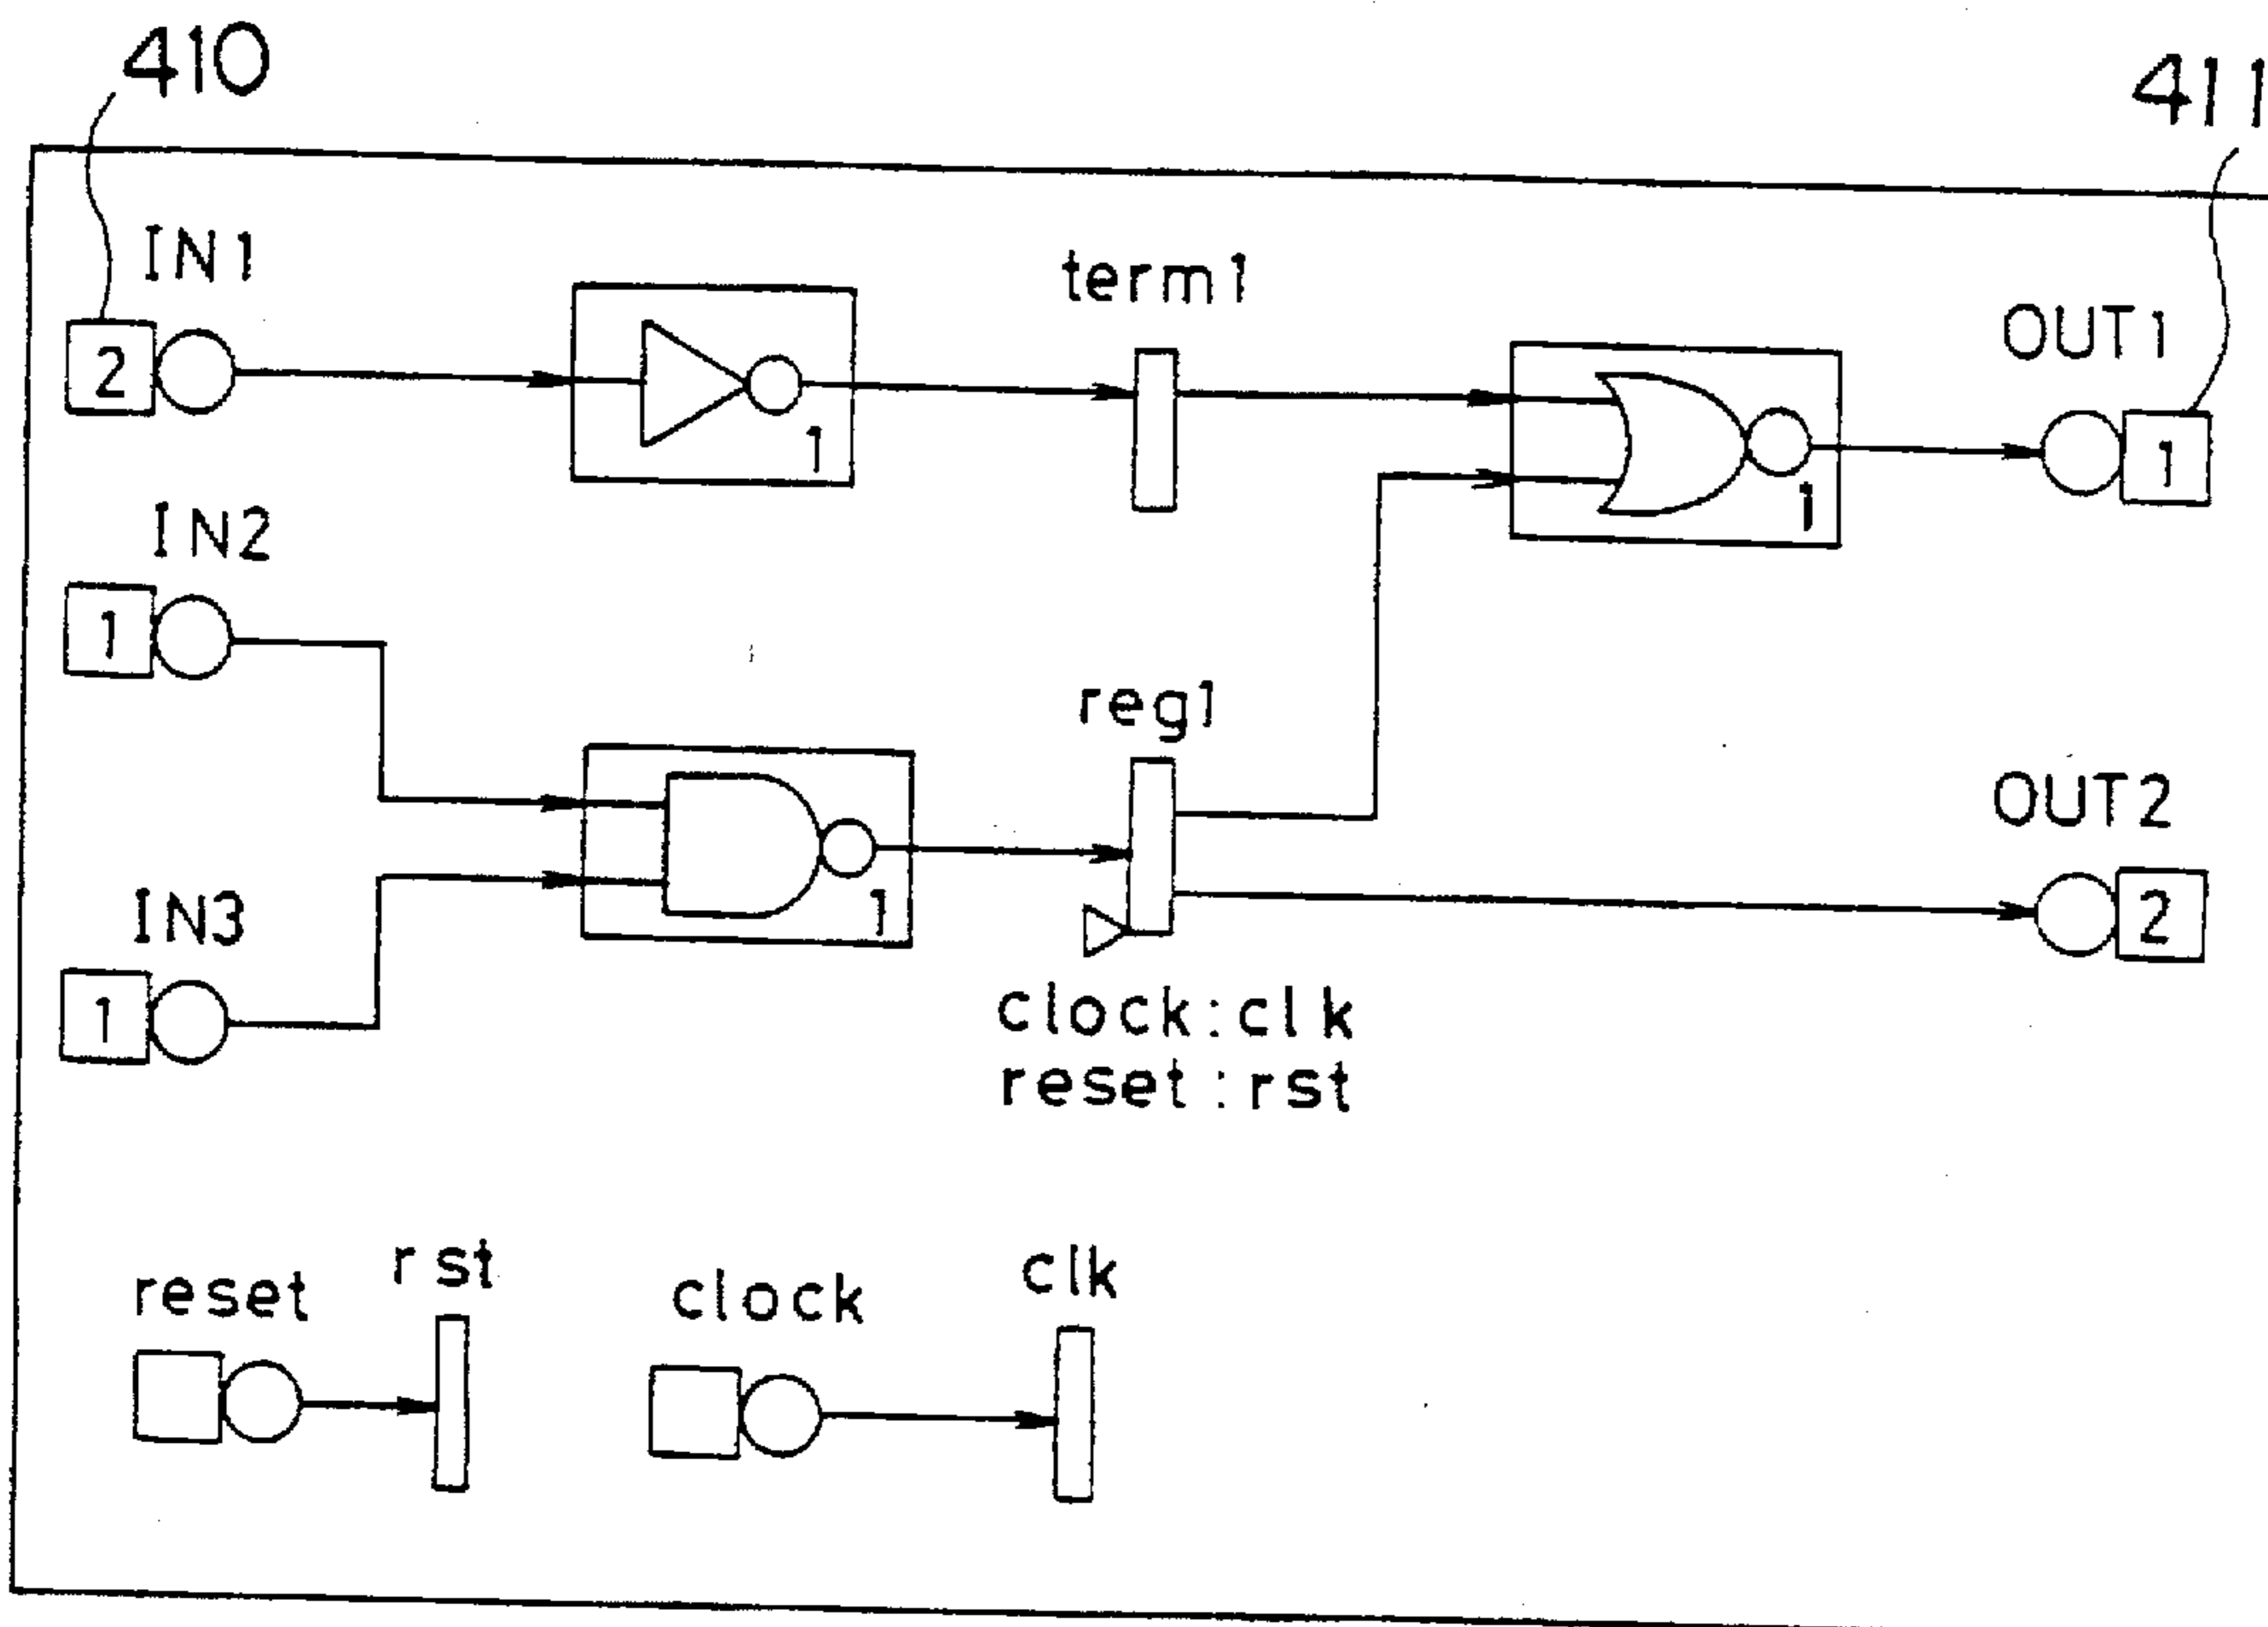 410
411
IN1
term1
OUT1
2
1
1
1
IN2
1
reg1
OUT2
IN3
1
2
1
clock:clk
reset:rst
reset
rst
clock
clk